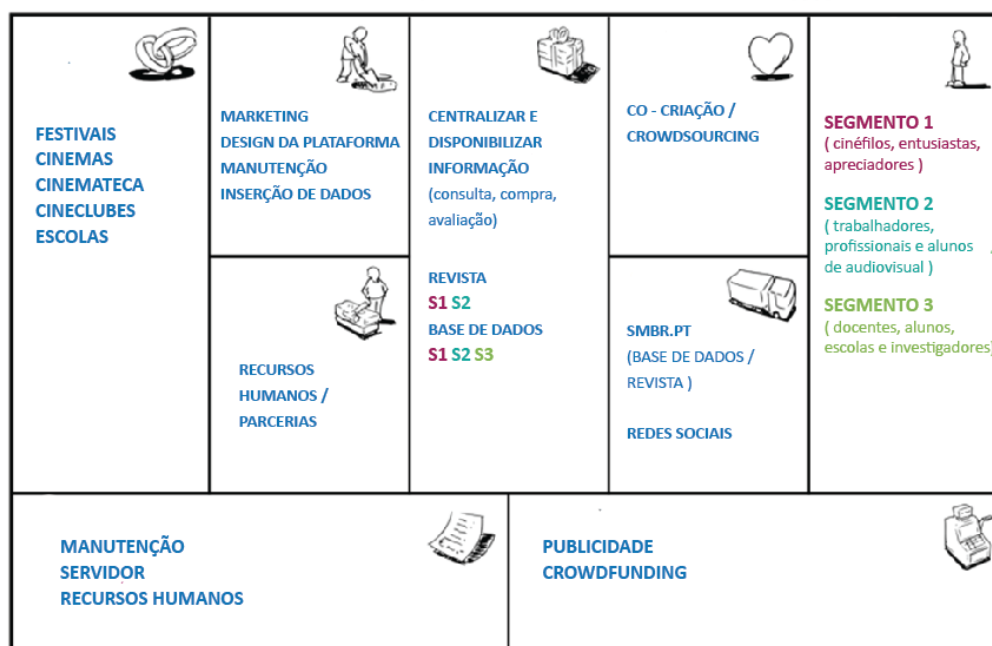 FESTIVAIS
CINEMAS
CINEMATECA
CINECLUBES
ESCOLAS
MARKETING
DESIGN DA PLATAFORMA
MANUTENÇÃO
INSERÇÃO DE DADOS
RECURSOS
HUMANOS /
PARCERIAS
CENTRALIZAR E
DISPONIBILIZAR
INFORMAÇÃO
(consulta, compra,
avaliação)
REVISTA
S1 S2
BASE DE DADOS
S1 S2 S3
CO - CRIAÇÃO /
CROWDSOURCING
SMBR.PT
(BASE DE DADOS /
REVISTA )
REDES SOCIAIS
SEGMENTO 1
( cinéfilos, entusiastas,
apreciadores )
SEGMENTO 2
( trabalhadores,
profissionais e alunos
de audiovisual )
SEGMENTO 3
( docentes, alunos,
escolas e investigadores)
MANUTENÇÃO
SERVIDOR
RECURSOS HUMANOS
PUBLICIDADE
CROWDFUNDING